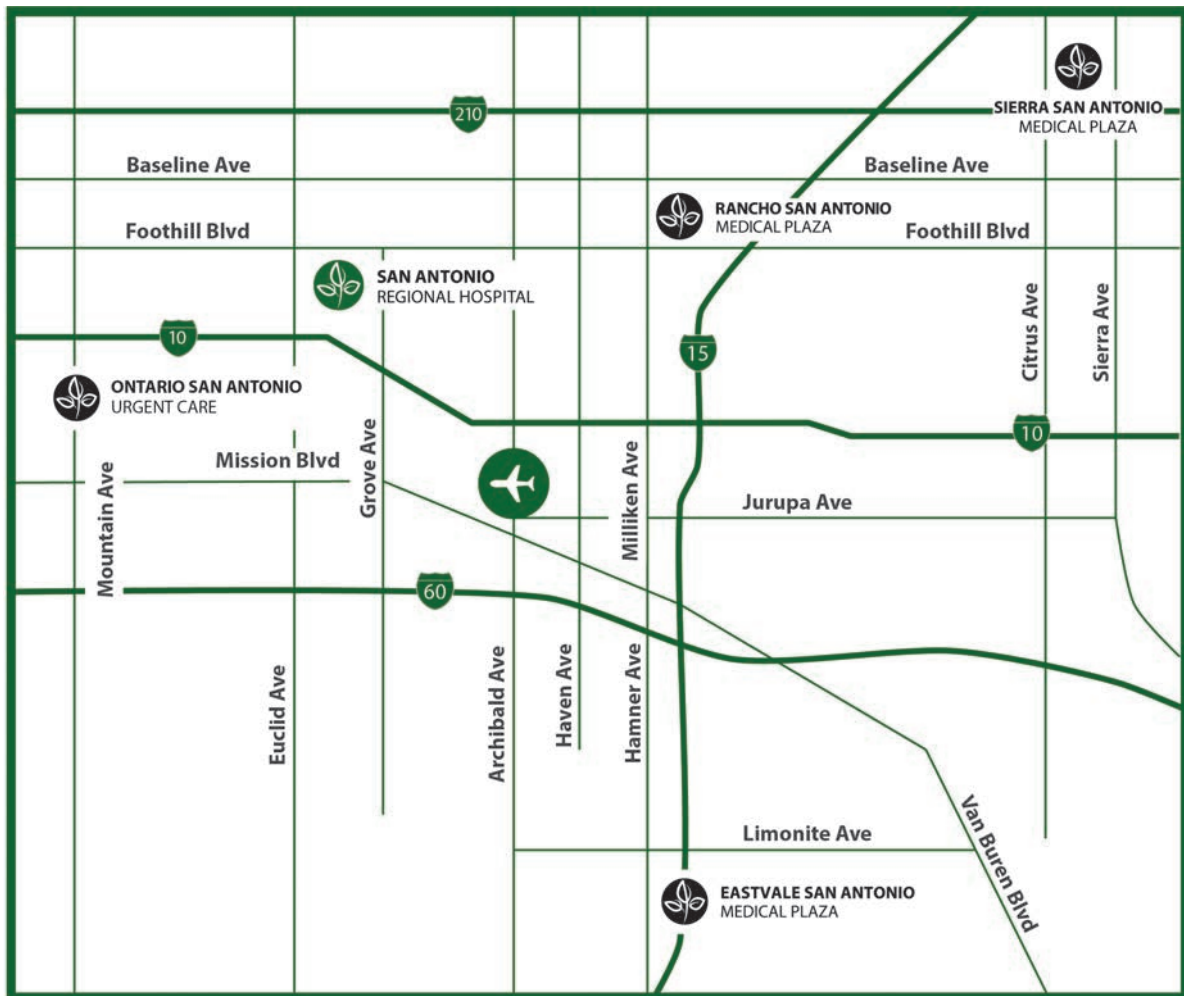 210
SIERRA SAN ANTONIO
MEDICAL PLAZA
Baseline Ave
Baseline Ave
RANCHO SAN ANTONIO
MEDICAL PLAZA
Foothill Blvd
Foothill Blvd
SAN ANTONIO
REGIONAL HOSPITAL
10
15
Citrus Ave
Sierra Ave
ONTARIO SAN ANTONIO
URGENT CARE
10
Mission Blvd
Grove Ave
Mountain Ave
Milliken Ave
Jurupa Ave
60
Euclid Ave
Archibald Ave
Haven Ave
Hamner Ave
Limonite Ave
Van Buren Blvd
EASTVALE SAN ANTONIO
MEDICAL PLAZA